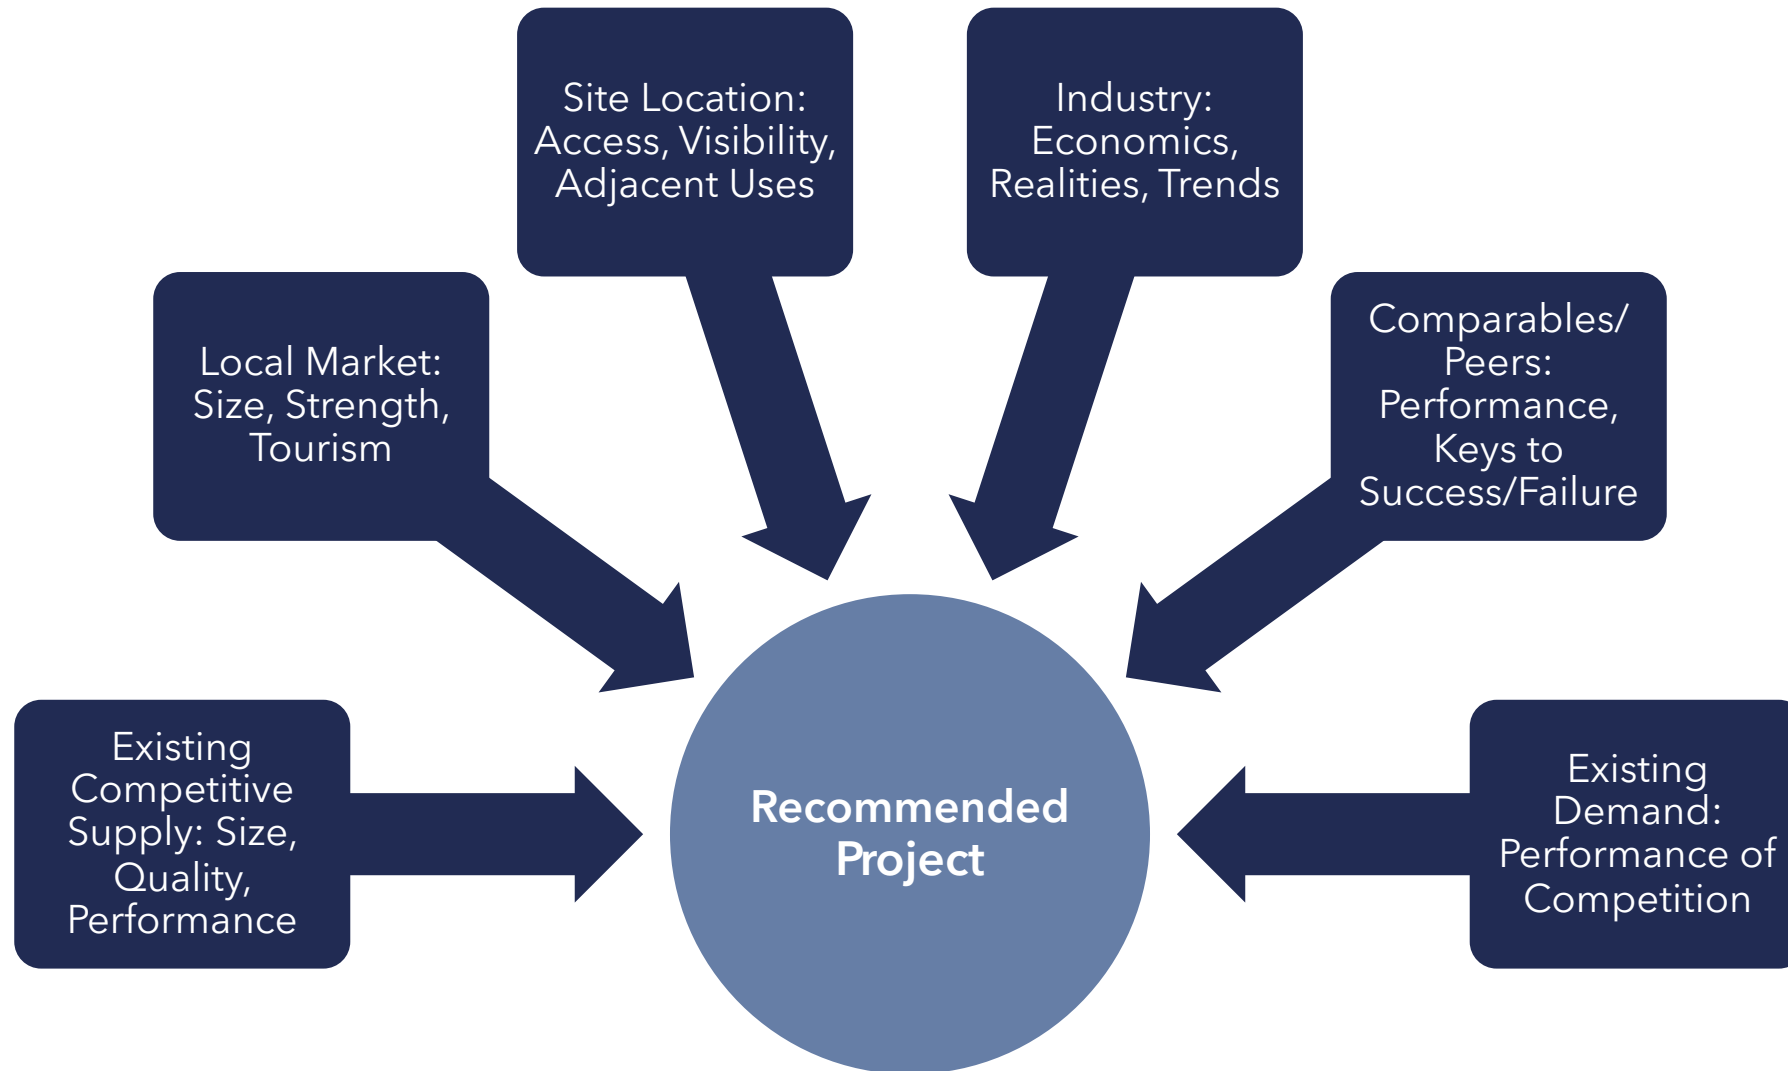 Site Location:
Access, Visibility,
Adjacent Uses
Industry:
Economics,
Realities, Trends
Local Market:
Size, Strength,
Tourism
Comparables/
Peers:
Performance,
Keys to
Success/Failure
Existing
Competitive
Supply: Size,
Quality,
Performance
Recommended
Project
Existing
Demand:
Performance of
Competition